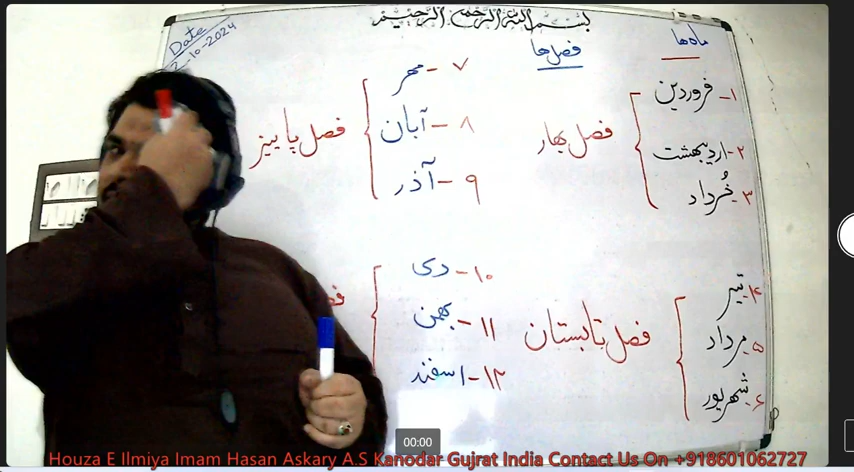 بسم الله الرحمن الرحیم
Date
2-10-2024
ماه‌ها
فصل‌ها
۱- فروردین
۲- اردیبهشت
۳- خُرداد
فصل بهار
۴ تیر
۵ مرداد
۶ شهریور
فصل تابستان
۷- مهر
۸- آبان
۹- آذر
فصل پاییز
۱۰- دی
۱۱- بهمن
۱۲- اسفند
00:00
Houza E Ilmiya Imam Hasan Askary A.S Kanodar Gujrat India Contact Us On +918601062727